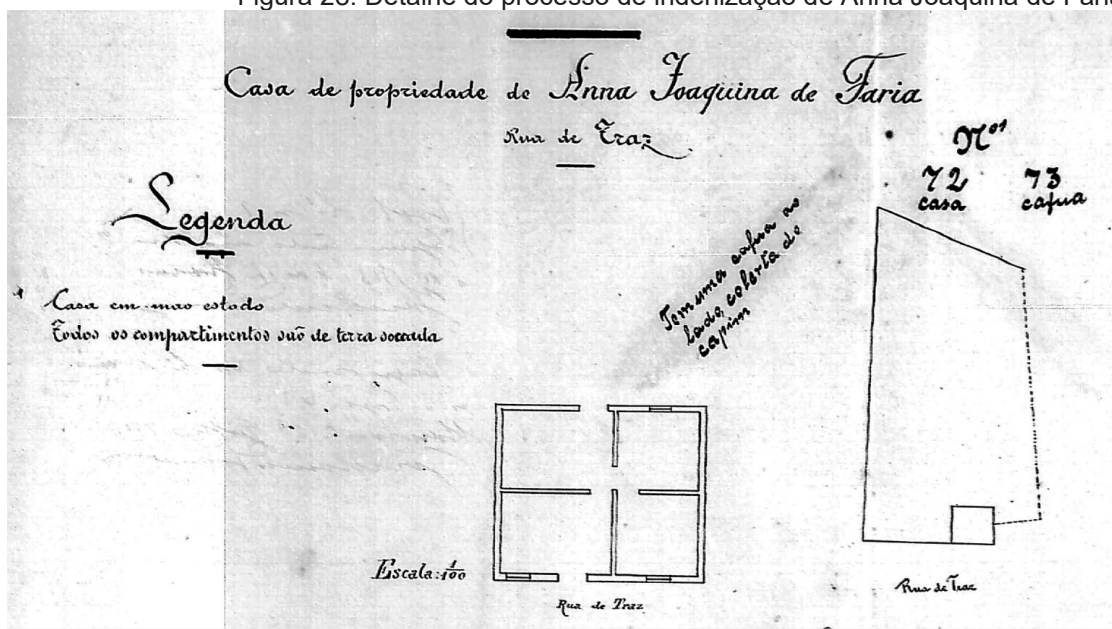 Figura 26. Detalhe do processo de indenização de Anna Joaquina de Faria
Casa de propriedade de Anna Joaquina de Faria
Rua de Traz
Nos
72 73
casa cafua
Legenda
Casa em mao estado
Todos os compartimentos são de terra soccada
Tem uma cafua ao
lado, coberta de
capim
Escala: 1/100
Rua de Traz
Rua de Traz